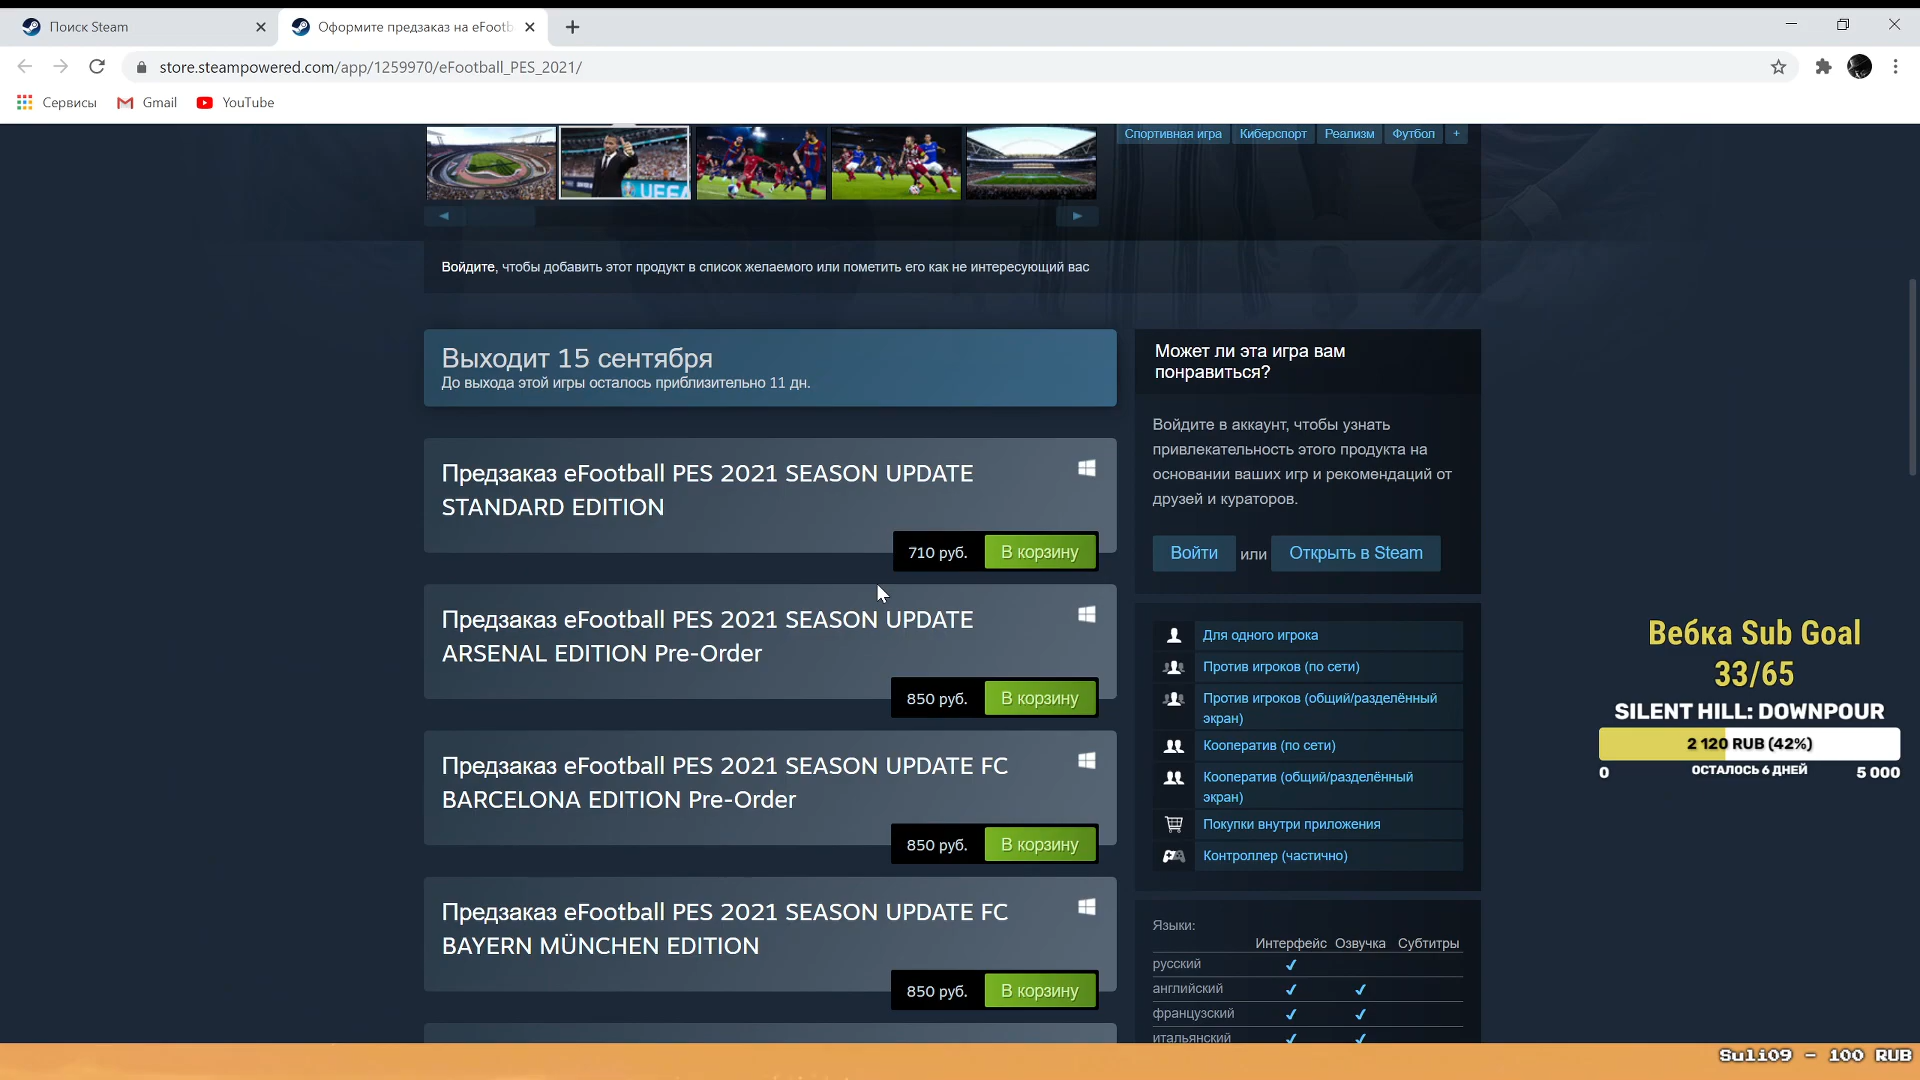 Поиск Steam
Оформите предзаказ на eFootb
store.steampowered.com/app/1259970/eFootball_PES_2021/
Сервисы
Gmail
YouTube
UEFA
Спортивная игра
Киберспорт
Реализм
Футбол
+
Войдите, чтобы добавить этот продукт в список желаемого или пометить его как не интересующий вас
Выходит 15 сентября
До выхода этой игры осталось приблизительно 11 дн.
Предзаказ eFootball PES 2021 SEASON UPDATE
STANDARD EDITION
710 руб.
В корзину
Предзаказ eFootball PES 2021 SEASON UPDATE
ARSENAL EDITION Pre-Order
850 руб.
В корзину
Предзаказ eFootball PES 2021 SEASON UPDATE FC
BARCELONA EDITION Pre-Order
850 руб.
В корзину
Предзаказ eFootball PES 2021 SEASON UPDATE FC
BAYERN MÜNCHEN EDITION
850 руб.
В корзину
Может ли эта игра вам
понравиться?
Войдите в аккаунт, чтобы узнать
привлекательность этого продукта на
основании ваших игр и рекомендаций от
друзей и кураторов.
Войти
или
Открыть в Steam
Для одного игрока
Против игроков (по сети)
Против игроков (общий/разделённый
экран)
Кооператив (по сети)
Кооператив (общий/разделённый
экран)
Покупки внутри приложения
Контроллер (частично)
Языки:
Интерфейс Озвучка Субтитры
русский
английский
французский
итальянский
Вебка Sub Goal
33/65
SILENT HILL: DOWNPOUR
2 120 RUB (42%)
0
ОСТАЛОСЬ 6 ДНЕЙ
5 000
Suli09 - 100 RUB